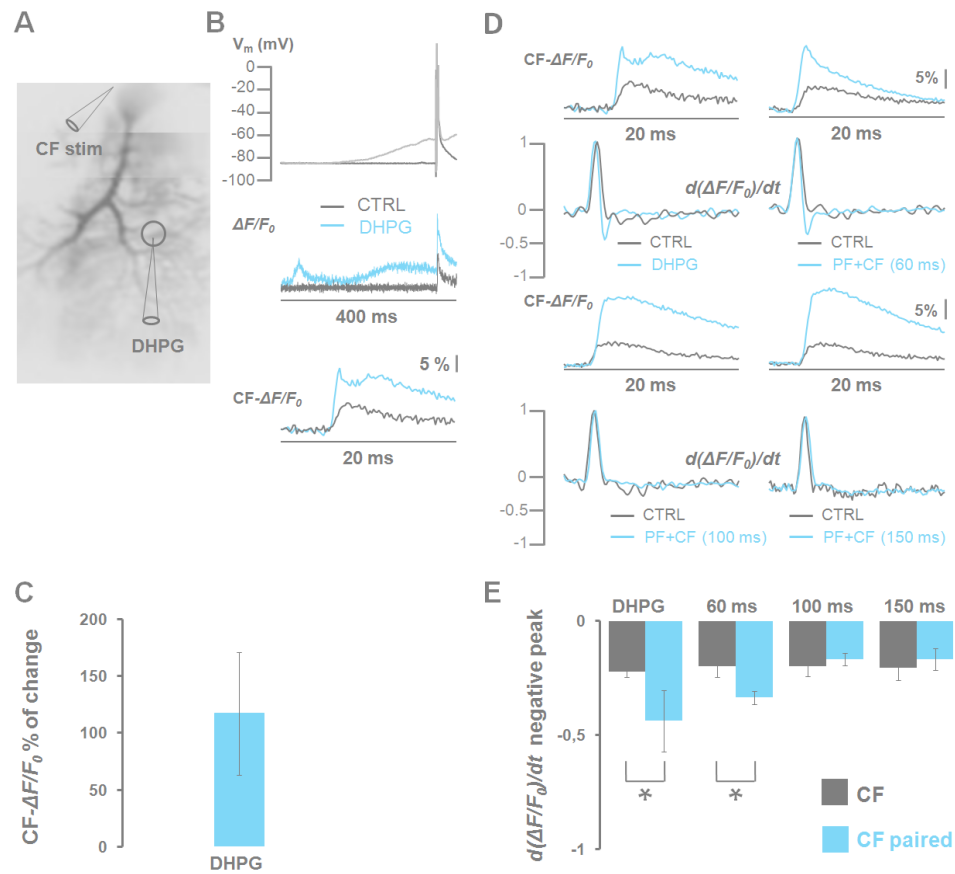 A
CF stim
DHPG
B
Vm (mV)
0
-20
-40
-60
-80
-100
CTRL
DHPG
ΔF/F0
400 ms
5 %
CF-ΔF/F0
20 ms
C
CF-ΔF/F0 % of change
200
150
100
50
0
DHPG
D
CF-ΔF/F0
5%
20 ms
20 ms
1
0
-0.5
1
d(ΔF/F0)/dt
CTRL
DHPG
CTRL
PF+CF (60 ms)
CF-ΔF/F0
5%
20 ms
20 ms
1
0
-0.5
-1
d(ΔF/F0)/dt
CTRL
PF+CF (100 ms)
CTRL
PF+CF (150 ms)
E
d(ΔF/F0)/dt negative peak
DHPG
60 ms
100 ms
150 ms
0
-0,5
-1
*
*
CF
CF paired